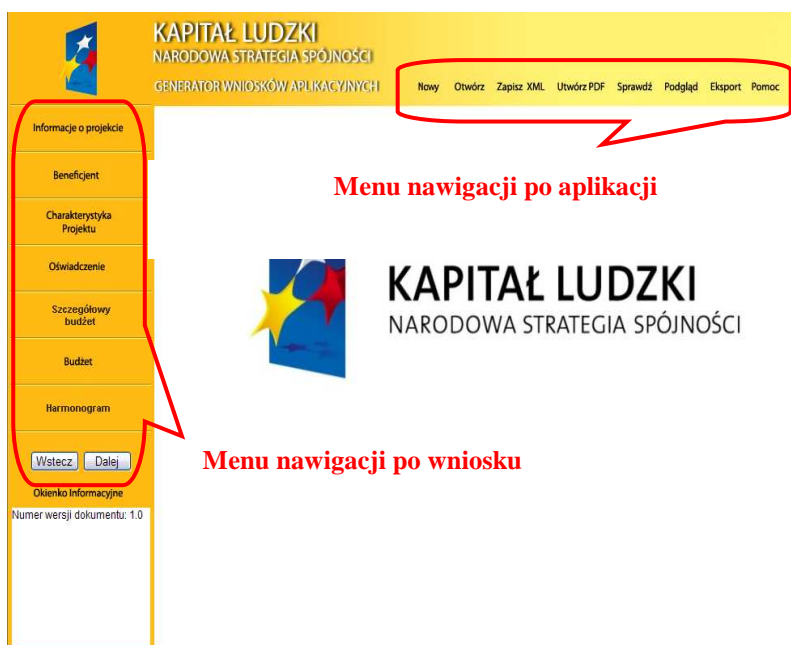 KAPITAŁ LUDZKI
NARODOWA STRATEGIA SPÓJNOŚCI
GENERATOR WNIOSKÓW APLIKACYJNYCH
Nowy Otwórz Zapisz XML Utwórz PDF Sprawdź Podgląd Eksport Pomoc
Informacje o projekcie
Beneficjent
Charakterystyka
Projektu
Oświadczenie
Szczegółowy
budżet
Budżet
Harmonogram
Wstecz Dalej
Okienko Informacyjne
Numer wersji dokumentu: 1.0
Menu nawigacji po aplikacji
KAPITAŁ LUDZKI
NARODOWA STRATEGIA SPÓJNOŚCI
Menu nawigacji po wniosku